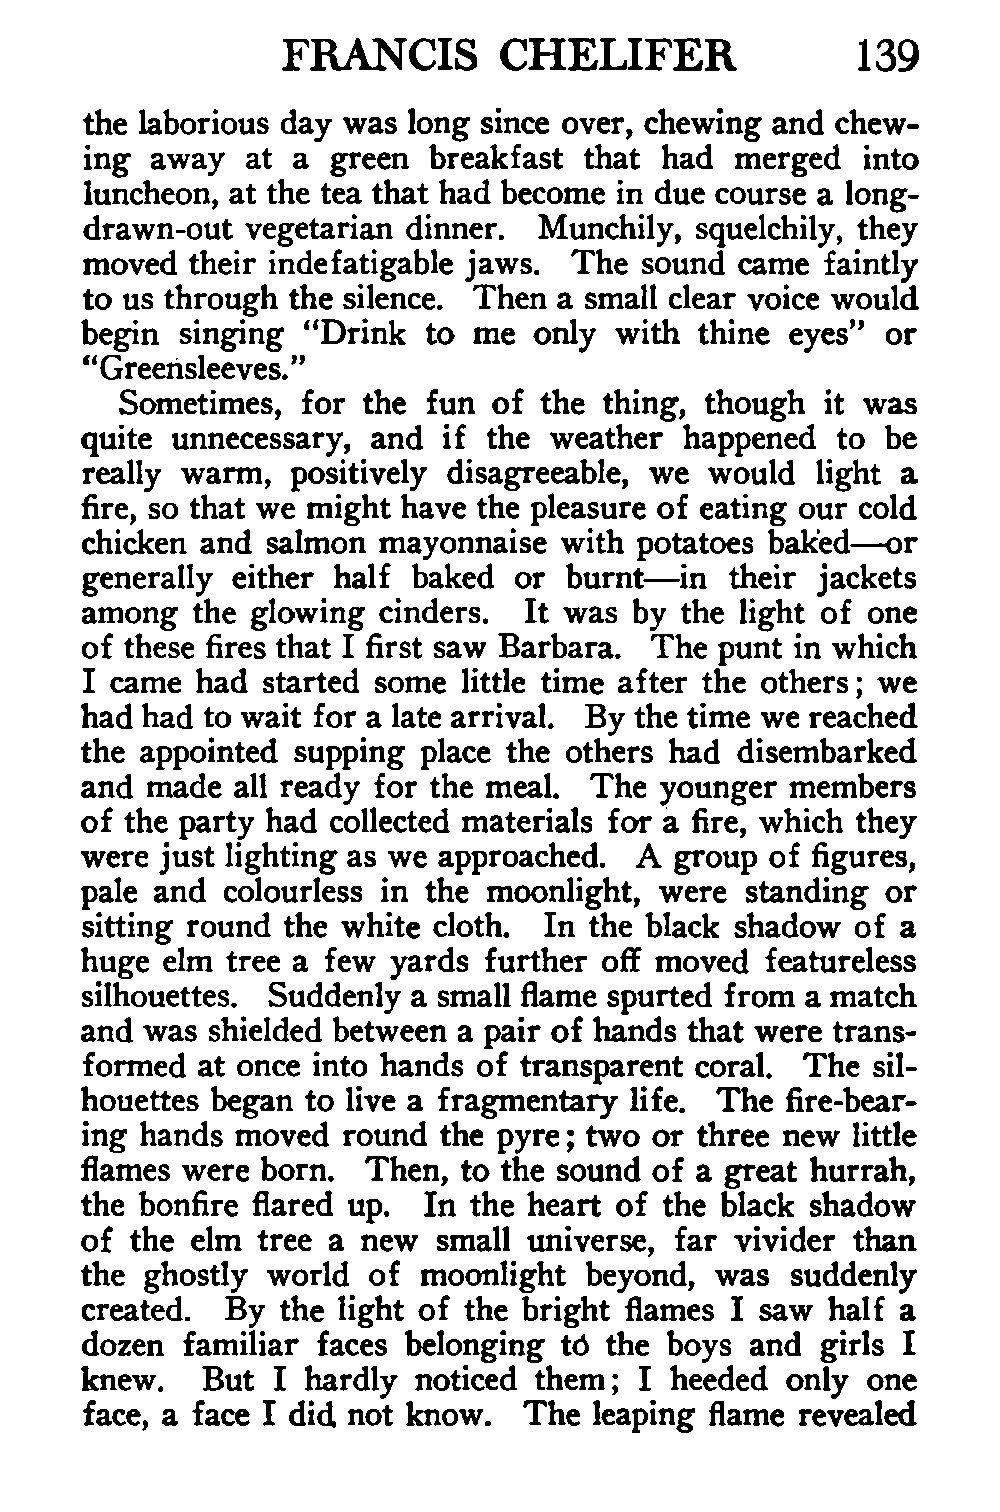 FRANCIS CHELIFER 139
the laborious day was long since over, chewing and chew-
ing away at a green breakfast that had merged into
luncheon, at the tea that had become in due course a long-
drawn-out vegetarian dinner. Munchily, squelchily, they
moved their indefatigable jaws. The sound came faintly
to us through the silence. Then a small clear voice would
begin singing “Drink to me only with thine eyes” or
“Greensleeves.”
Sometimes, for the fun of the thing, though it was
quite unnecessary, and if the weather happened to be
really warm, positively disagreeable, we would light a
fire, so that we might have the pleasure of eating our cold
chicken and salmon mayonnaise with potatoes baked—or
generally either half baked or burnt—in their jackets
among the glowing cinders. It was by the light of one
of these fires that I first saw Barbara. The punt in which
I came had started some little time after the others; we
had had to wait for a late arrival. By the time we reached
the appointed supping place the others had disembarked
and made all ready for the meal. The younger members
of the party had collected materials for a fire, which they
were just lighting as we approached. A group of figures,
pale and colourless in the moonlight, were standing or
sitting round the white cloth. In the black shadow of a
huge elm tree a few yards further off moved featureless
silhouettes. Suddenly a small flame spurted from a match
and was shielded between a pair of hands that were trans-
formed at once into hands of transparent coral. The sil-
houettes began to live a fragmentary life. The fire-bear-
ing hands moved round the pyre; two or three new little
flames were born. Then, to the sound of a great hurrah,
the bonfire flared up. In the heart of the black shadow
of the elm tree a new small universe, far vivider than
the ghostly world of moonlight beyond, was suddenly
created. By the light of the bright flames I saw half a
dozen familiar faces belonging to the boys and girls I
knew. But I hardly noticed them; I heeded only one
face, a face I did not know. The leaping flame revealed